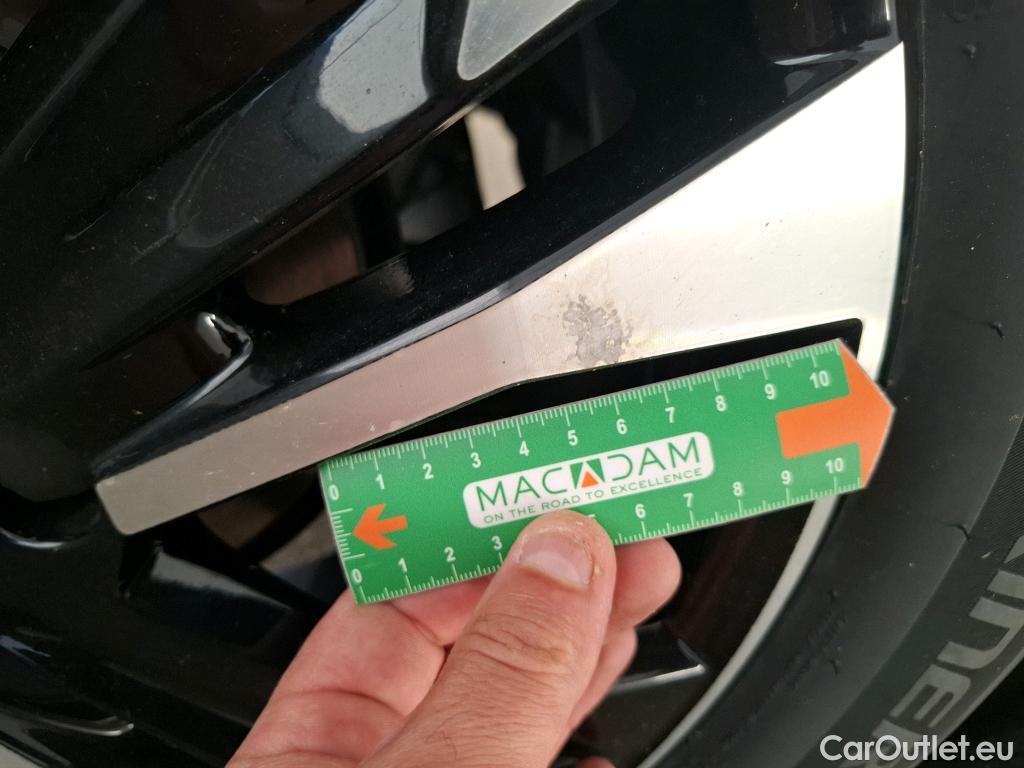 0 1 2 3 4 5 6 7 8 9 10
MACADAM
ON THE ROAD TO EXCELLENCE
0 1 2 3 6 7 8 9 10
CarOutlet.eu